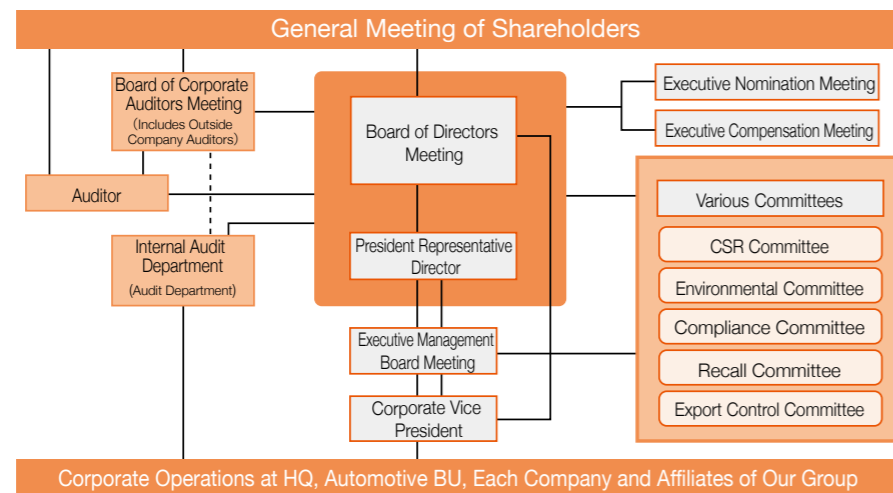 General Meeting of Shareholders
Board of Corporate
Auditors Meeting
(Includes Outside
Company Auditors)
Auditor
Internal Audit
Department
(Audit Department)
Board of Directors
Meeting
President Representative
Director
Executive Management
Board Meeting
Corporate Vice
President
Executive Nomination Meeting
Executive Compensation Meeting
Various Committees
CSR Committee
Environmental Committee
Compliance Committee
Recall Committee
Export Control Committee
Corporate Operations at HQ, Automotive BU, Each Company and Affiliates of Our Group